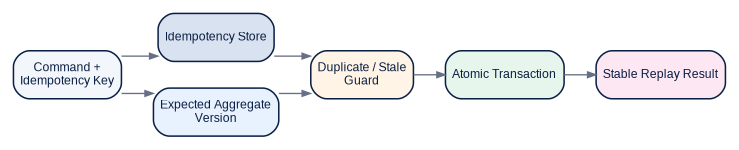 Command +
Idempotency Key
Idempotency Store
Expected Aggregate
Version
Duplicate / Stale
Guard
Atomic Transaction
Stable Replay Result